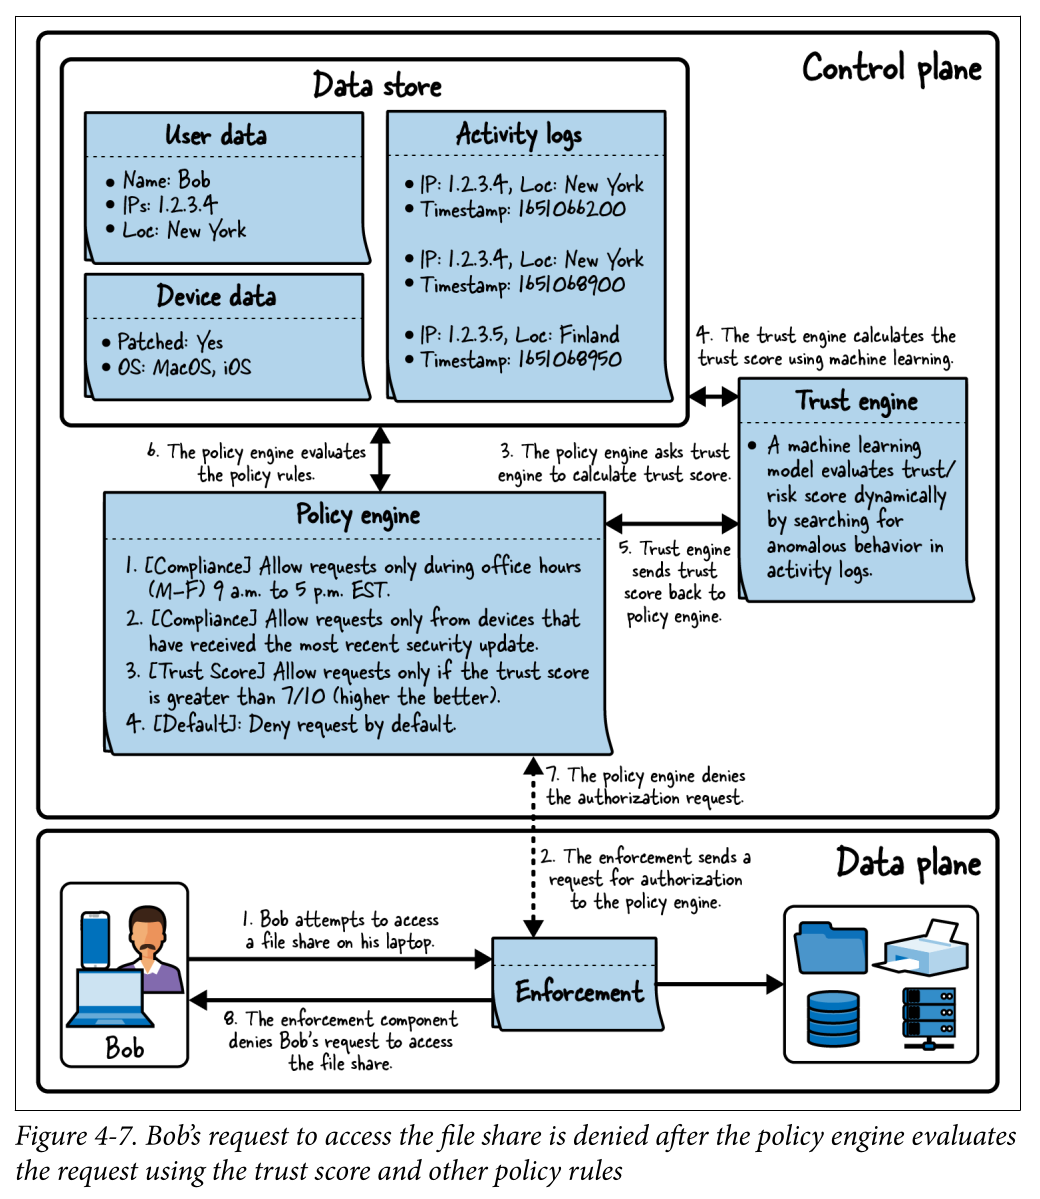 Control plane
Data store
User data
• Name: Bob
• IPs: 1.2.3.4
• Loc: New York
Device data
• Patched: Yes
• OS: MacOS, iOS
Activity logs
• IP: 1.2.3.4, Loc: New York
• Timestamp: 1651066200
• IP: 1.2.3.4, Loc: New York
• Timestamp: 1651068900
• IP: 1.2.3.5, Loc: Finland
• Timestamp: 1651068950
4. The trust engine calculates the
trust score using machine learning.
Trust engine
• A machine learning
model evaluates trust/
risk score dynamically
by searching for
anomalous behavior in
activity logs.
6. The policy engine evaluates
the policy rules.
3. The policy engine asks trust
engine to calculate trust score.
5. Trust engine
sends trust
score back to
policy engine.
Policy engine
1. [Compliance] Allow requests only during office hours
(M–F) 9 a.m. to 5 p.m. EST.
2. [Compliance] Allow requests only from devices that
have received the most recent security update.
3. [Trust Score] Allow requests only if the trust score
is greater than 7/10 (higher the better).
4. [Default]: Deny request by default.
7. The policy engine denies
the authorization request.
Data plane
2. The enforcement sends a
request for authorization
to the policy engine.
1. Bob attempts to access
a file share on his laptop.
Enforcement
8. The enforcement component
denies Bob's request to access
the file share.
Bob
Figure 4-7. Bob’s request to access the file share is denied after the policy engine evaluates
the request using the trust score and other policy rules